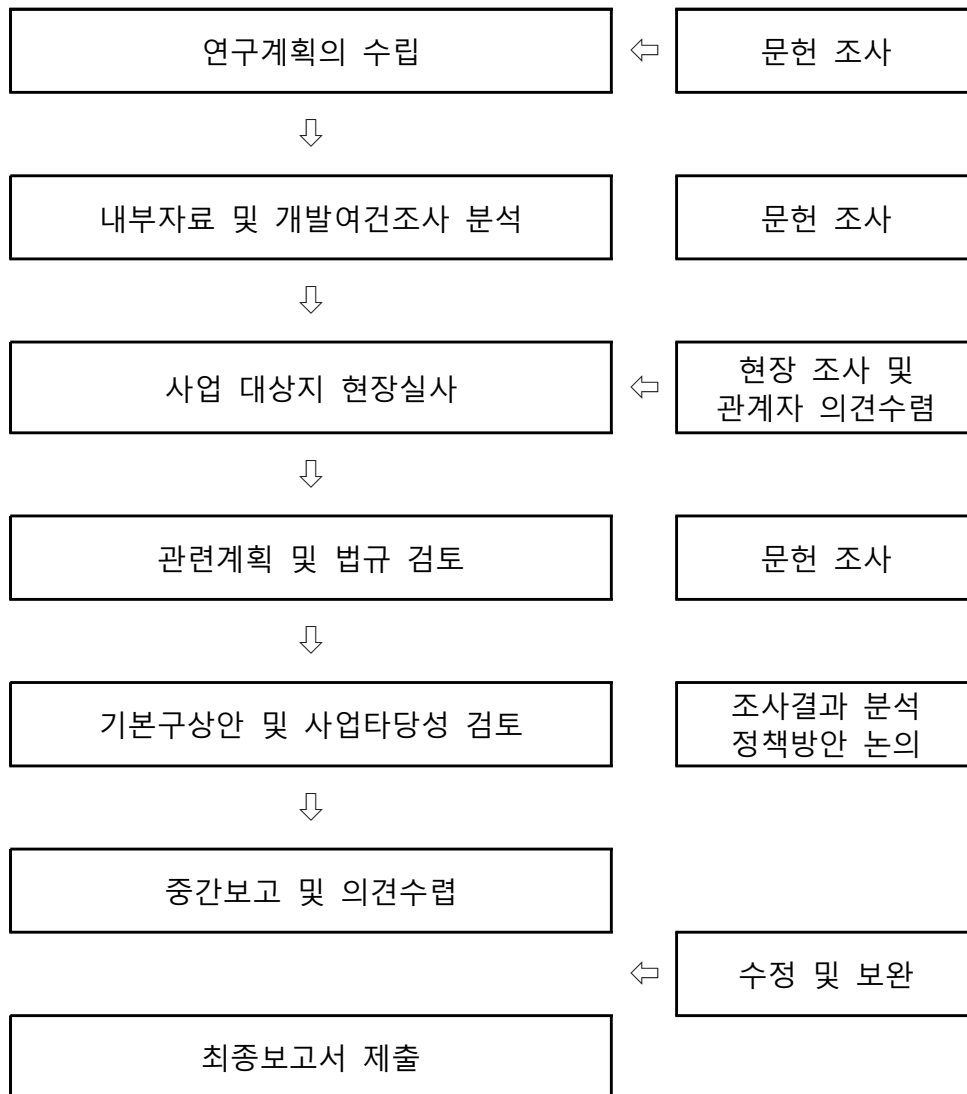 연구계획의 수립
⇦
문헌 조사
⇩
내부자료 및 개발여건조사 분석
문헌 조사
⇩
사업 대상지 현장실사
⇦
현장 조사 및
관계자 의견수렴
⇩
관련계획 및 법규 검토
문헌 조사
⇩
기본구상안 및 사업타당성 검토
조사결과 분석
정책방안 논의
⇩
중간보고 및 의견수렵
⇦
수정 및 보완
최종보고서 제출